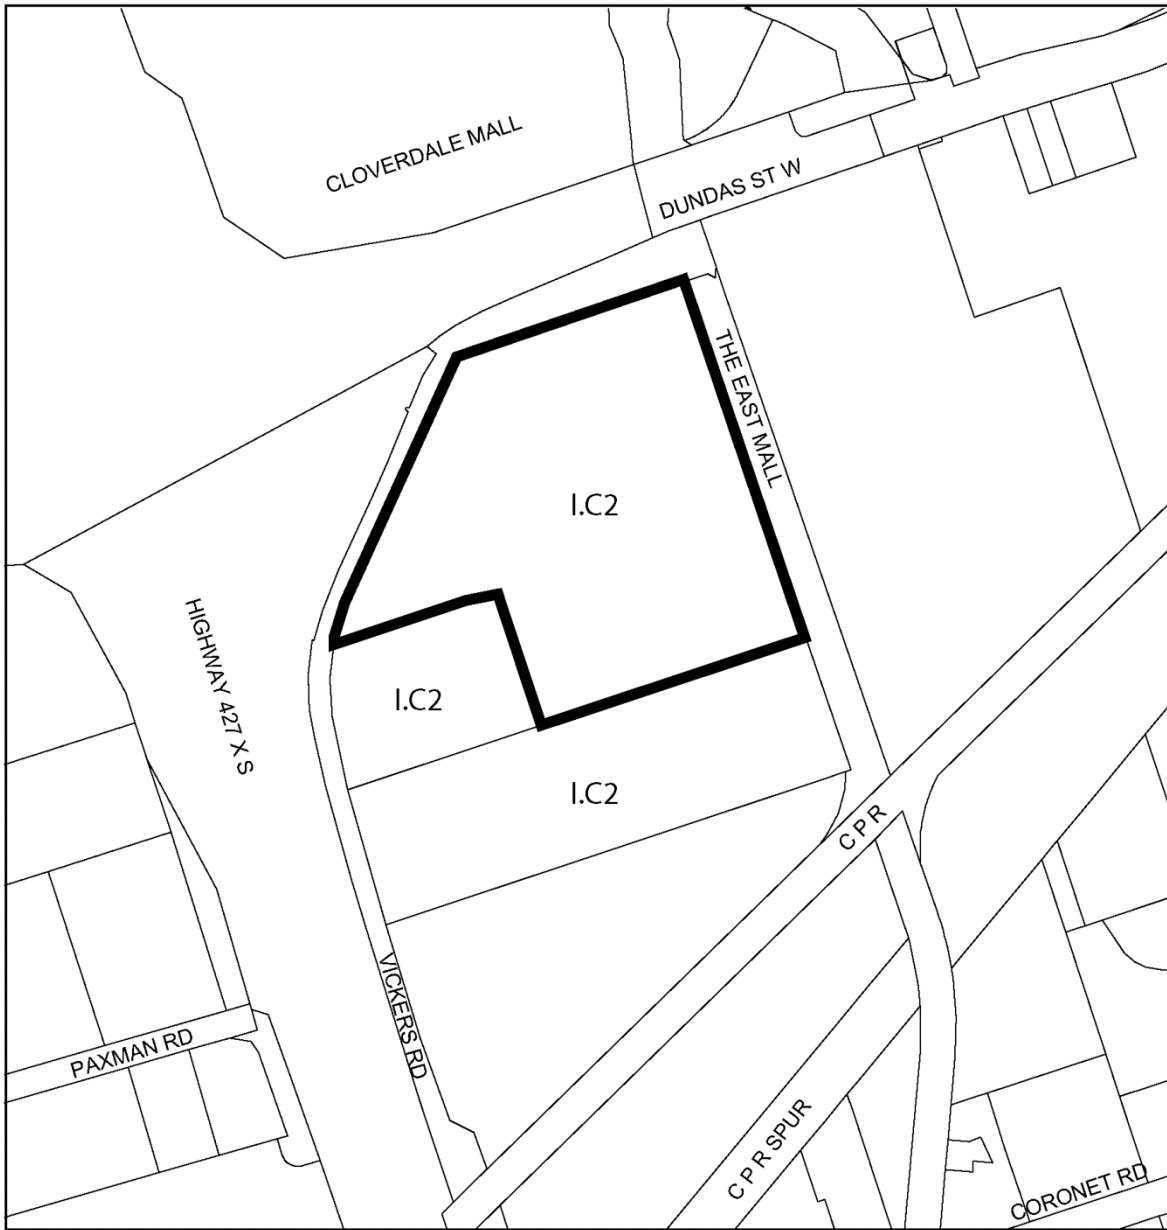 CLOVERDALE MALL
DUNDAS ST W
THE EAST MALL
I.C2
HIGHWAY 427 X S
I.C2
I.C2
C P R
VICKERS RD
PAXMAN RD
C P R SPUR
CORONET RD